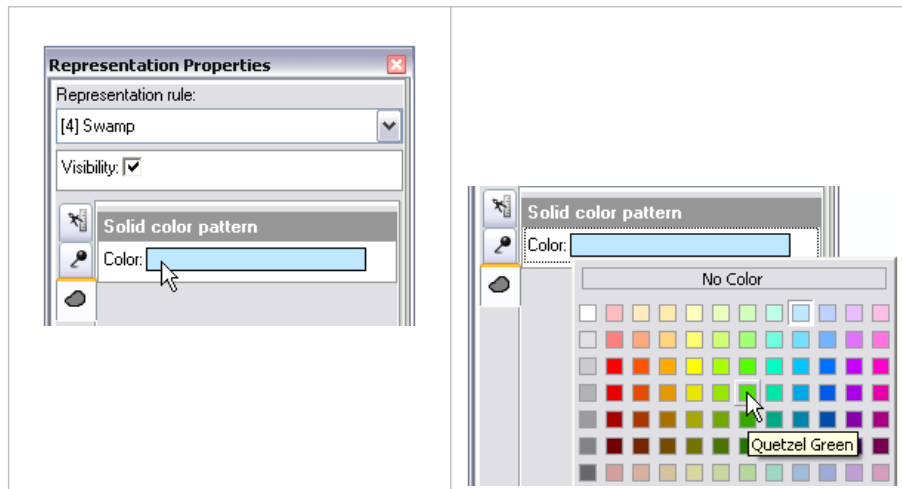 Representation Properties
Representation rule:
[4] Swamp
Visibility:
Solid color pattern
Color:
Solid color pattern
Color:
No Color
Quetzel Green